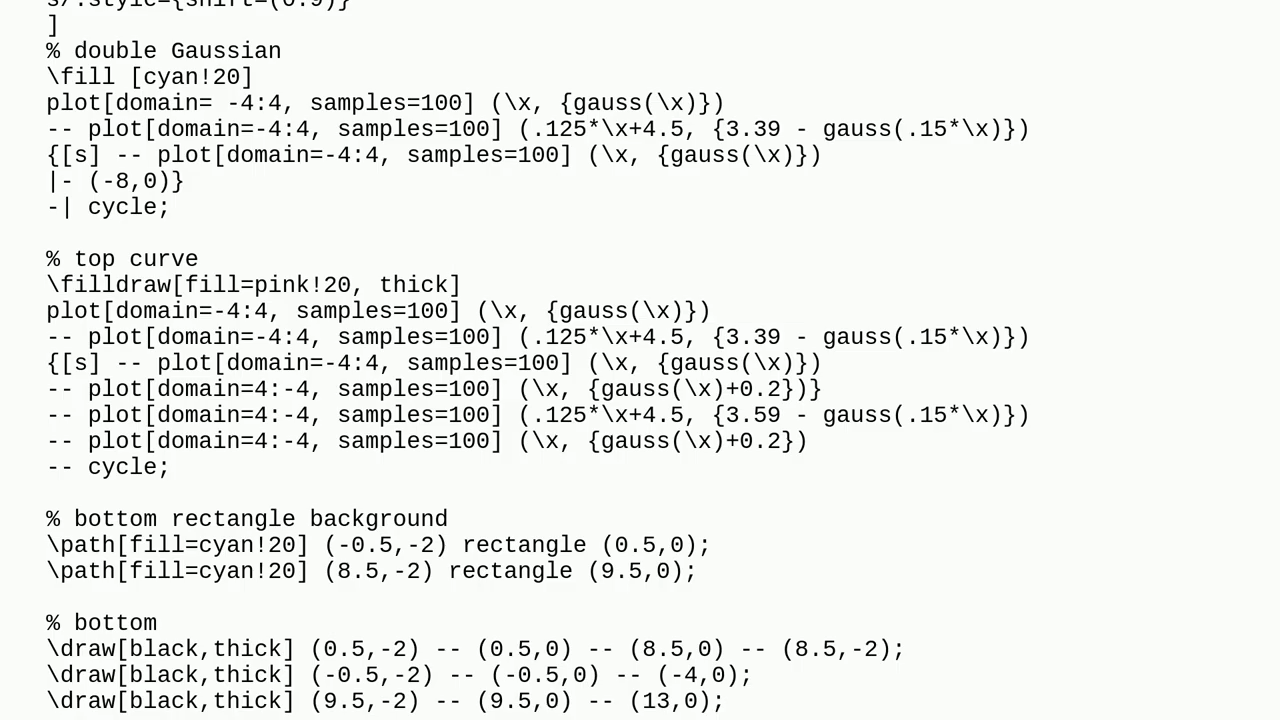 s/.style={shift=(0:9)}
]
% double Gaussian
\fill [cyan!20]
plot[domain= -4:4, samples=100] (\x, {gauss(\x)})
-- plot[domain=-4:4, samples=100] (.125*\x+4.5, {3.39 - gauss(.15*\x)})
{[s] -- plot[domain=-4:4, samples=100] (\x, {gauss(\x)})
|- (-8,0)}
-| cycle;
% top curve
\filldraw[fill=pink!20, thick]
plot[domain=-4:4, samples=100] (\x, {gauss(\x)})
-- plot[domain=-4:4, samples=100] (.125*\x+4.5, {3.39 - gauss(.15*\x)})
{[s] -- plot[domain=-4:4, samples=100] (\x, {gauss(\x)})
-- plot[domain=4:-4, samples=100] (\x, {gauss(\x)+0.2})}
-- plot[domain=4:-4, samples=100] (.125*\x+4.5, {3.59 - gauss(.15*\x)})
-- plot[domain=4:-4, samples=100] (\x, {gauss(\x)+0.2})
-- cycle;
% bottom rectangle background
\path[fill=cyan!20] (-0.5,-2) rectangle (0.5,0);
\path[fill=cyan!20] (8.5,-2) rectangle (9.5,0);
% bottom
\draw[black,thick] (0.5,-2) -- (0.5,0) -- (8.5,0) -- (8.5,-2);
\draw[black,thick] (-0.5,-2) -- (-0.5,0) -- (-4,0);
\draw[black,thick] (9.5,-2) -- (9.5,0) -- (13,0);